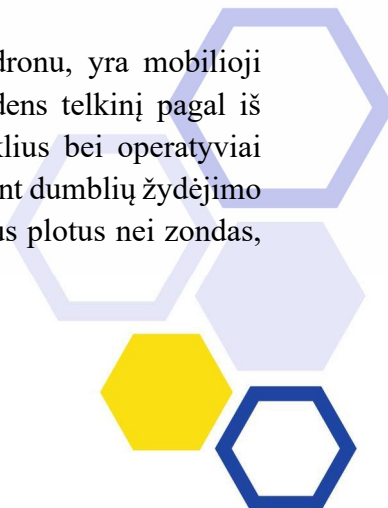 dronu, yra mobilioji
dens telkinį pagal iš
klius bei operatyviai
nt dumblių žydėjimo
us plotus nei zondas,